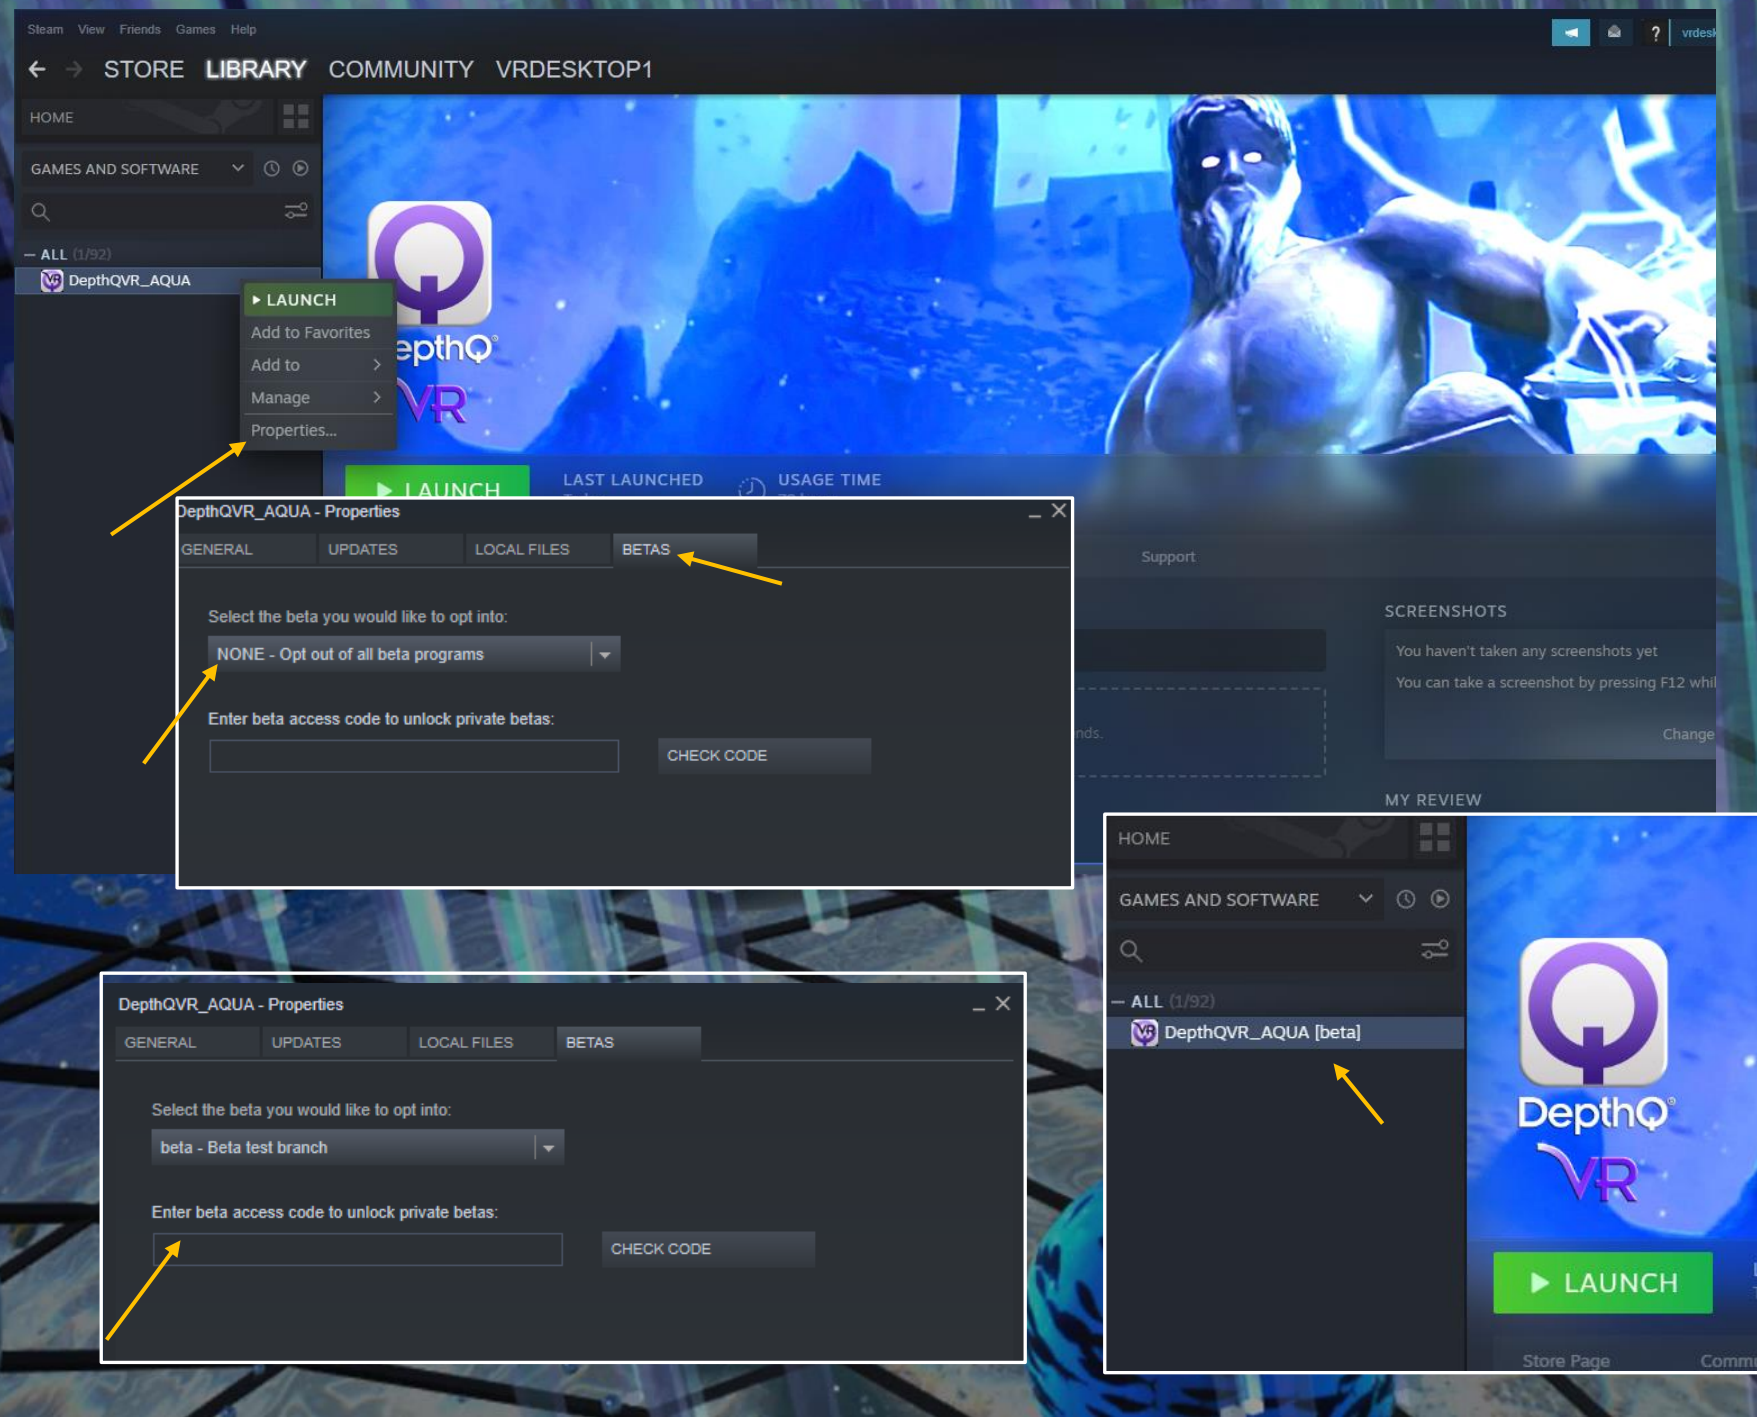 Steam View Friends Games Help
? vrdesk
STORE LIBRARY COMMUNITY VRDESKTOP1
HOME
GAMES AND SOFTWARE
— ALL (1/92)
VR DepthQVR_AQUA
LAUNCH
Add to Favorites
Add to
Manage
Properties...
epthQ®
VR
LAUNCH
LAST LAUNCHED
USAGE TIME
DepthQVR_AQUA - Properties
GENERAL UPDATES LOCAL FILES BETAS
Select the beta you would like to opt into:
NONE - Opt out of all beta programs
Enter beta access code to unlock private betas:
CHECK CODE
Support
SCREENSHOTS
You haven't taken any screenshots yet
You can take a screenshot by pressing F12 whil
nds.
Change
MY REVIEW
HOME
GAMES AND SOFTWARE
— ALL (1/92)
VR DepthQVR_AQUA [beta]
DepthQ®
VR
LAUNCH
Store Page Comm
DepthQVR_AQUA - Properties
GENERAL UPDATES LOCAL FILES BETAS
Select the beta you would like to opt into:
beta - Beta test branch
Enter beta access code to unlock private betas:
CHECK CODE